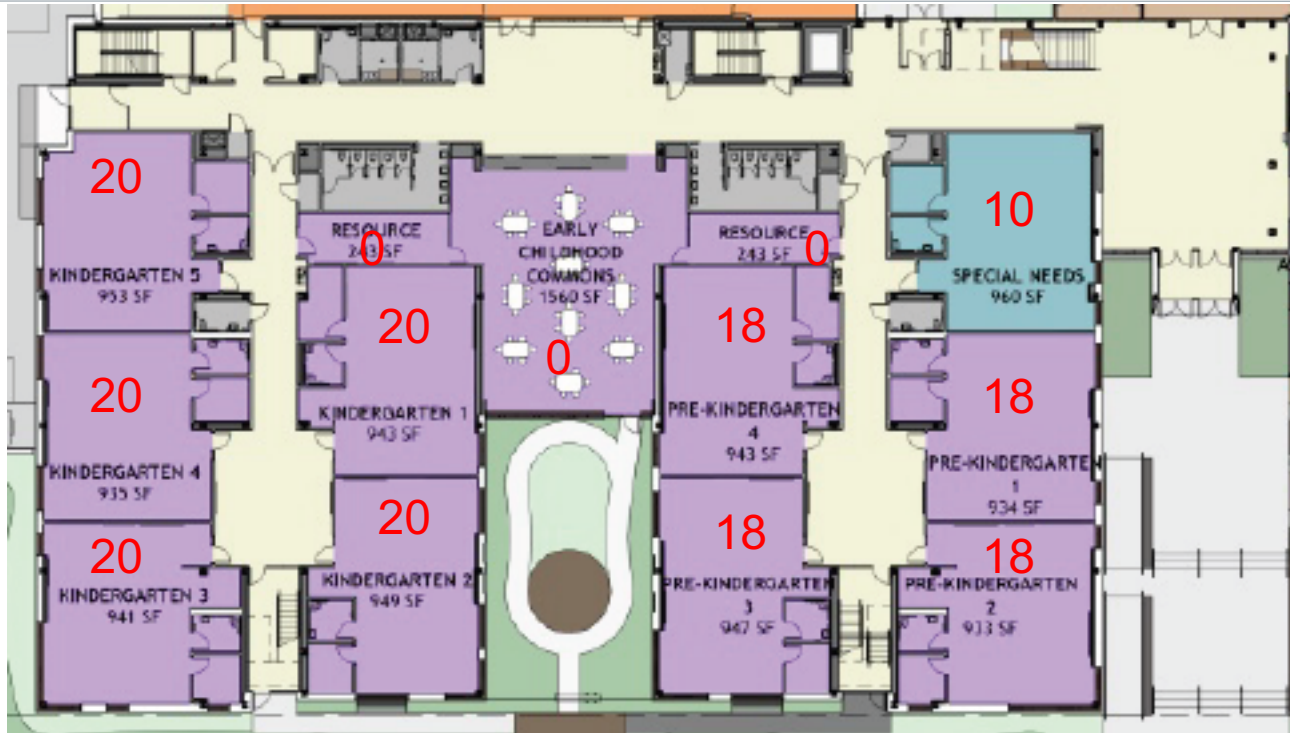 20
KINDERGARTEN 5
953 SF
RESOURCE
243 SF
0
EARLY
CHILDHOOD
COMMONS
1560 SF
0
RESOURCE
243 SF
0
10
SPECIAL NEEDS
960 SF
20
KINDERGARTEN 4
935 SF
20
KINDERGARTEN 1
943 SF
18
PRE-KINDERGARTEN
4
943 SF
18
PRE-KINDERGARTEN
1
934 SF
20
KINDERGARTEN 3
941 SF
20
KINDERGARTEN 2
949 SF
18
PRE-KINDERGARTEN
3
947 SF
18
PRE-KINDERGARTEN
2
933 SF
A